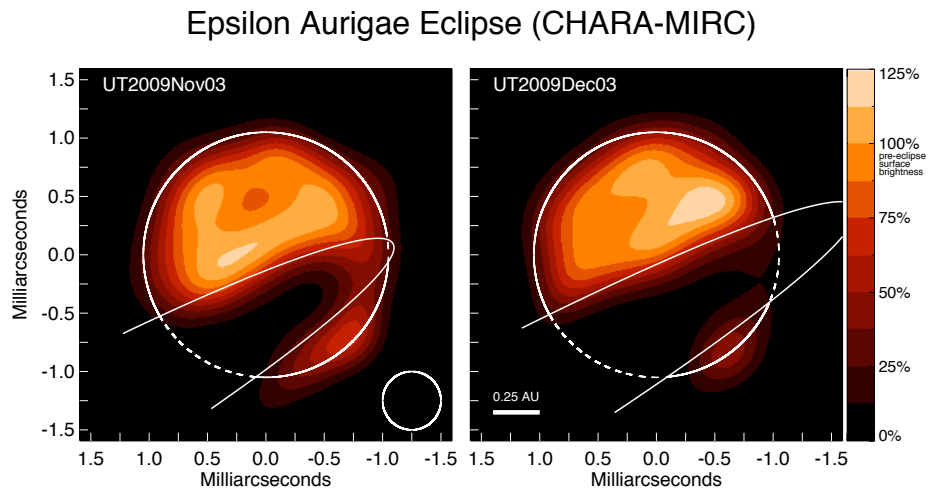 Epsilon Aurigae Eclipse (CHARA-MIRC)
UT2009Nov03
UT2009Dec03
Milliarcseconds
1.5
1.0
0.5
0.0
-0.5
-1.0
-1.5
1.5 1.0 0.5 0.0 -0.5 -1.0 -1.5
Milliarcseconds
0.25 AU
1.5 1.0 0.5 0.0 -0.5 -1.0 -1.5
Milliarcseconds
125%
100%
pre-eclipse
surface
brightness
75%
50%
25%
0%